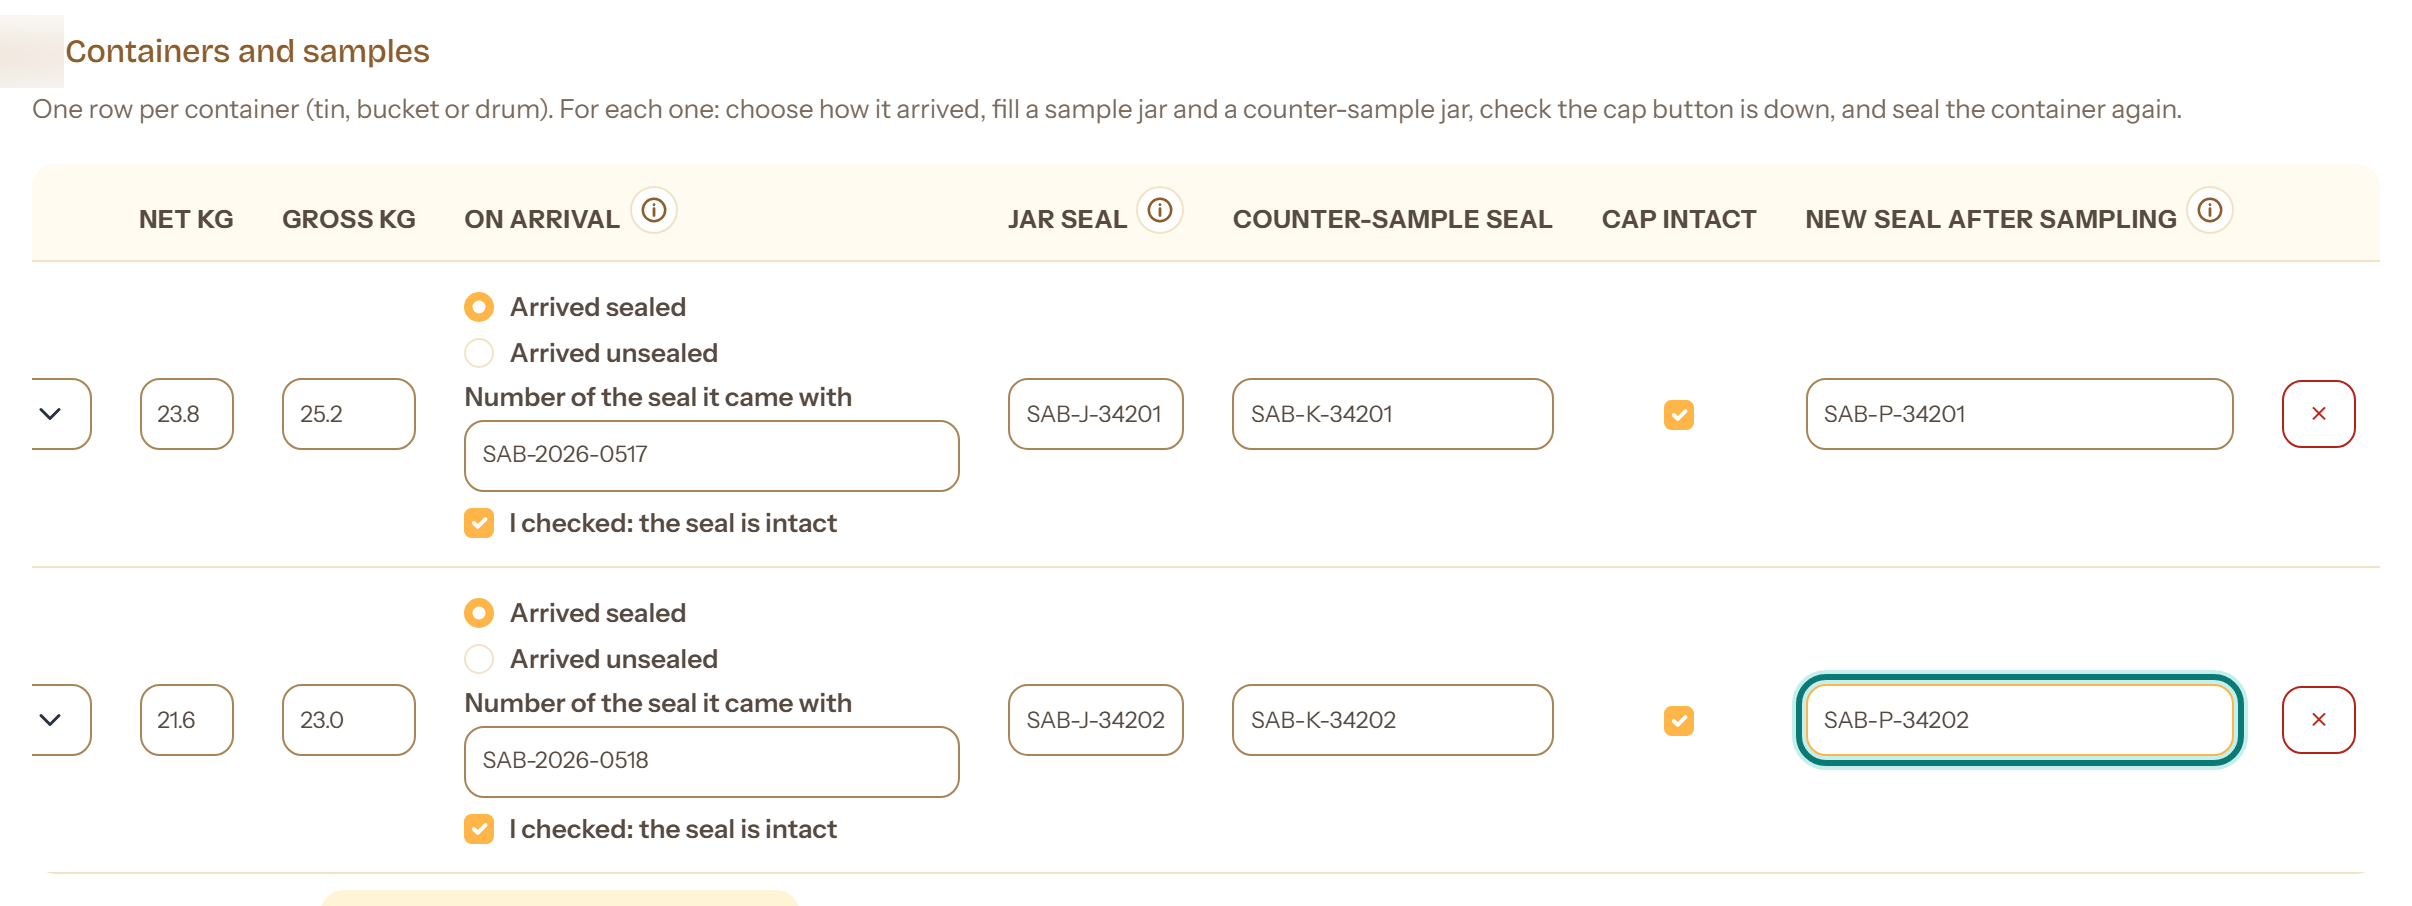 Containers and samples
One row per container (tin, bucket or drum). For each one: choose how it arrived, fill a sample jar and a counter-sample jar, check the cap button is down, and seal the container again.
NET KG GROSS KG ON ARRIVAL JAR SEAL COUNTER-SAMPLE SEAL CAP INTACT NEW SEAL AFTER SAMPLING
Arrived sealed
Arrived unsealed
Number of the seal it came with
23.8 25.2 SAB-J-34201 SAB-K-34201 SAB-P-34201
SAB-2026-0517
I checked: the seal is intact
Arrived sealed
Arrived unsealed
Number of the seal it came with
21.6 23.0 SAB-J-34202 SAB-K-34202 SAB-P-34202
SAB-2026-0518
I checked: the seal is intact